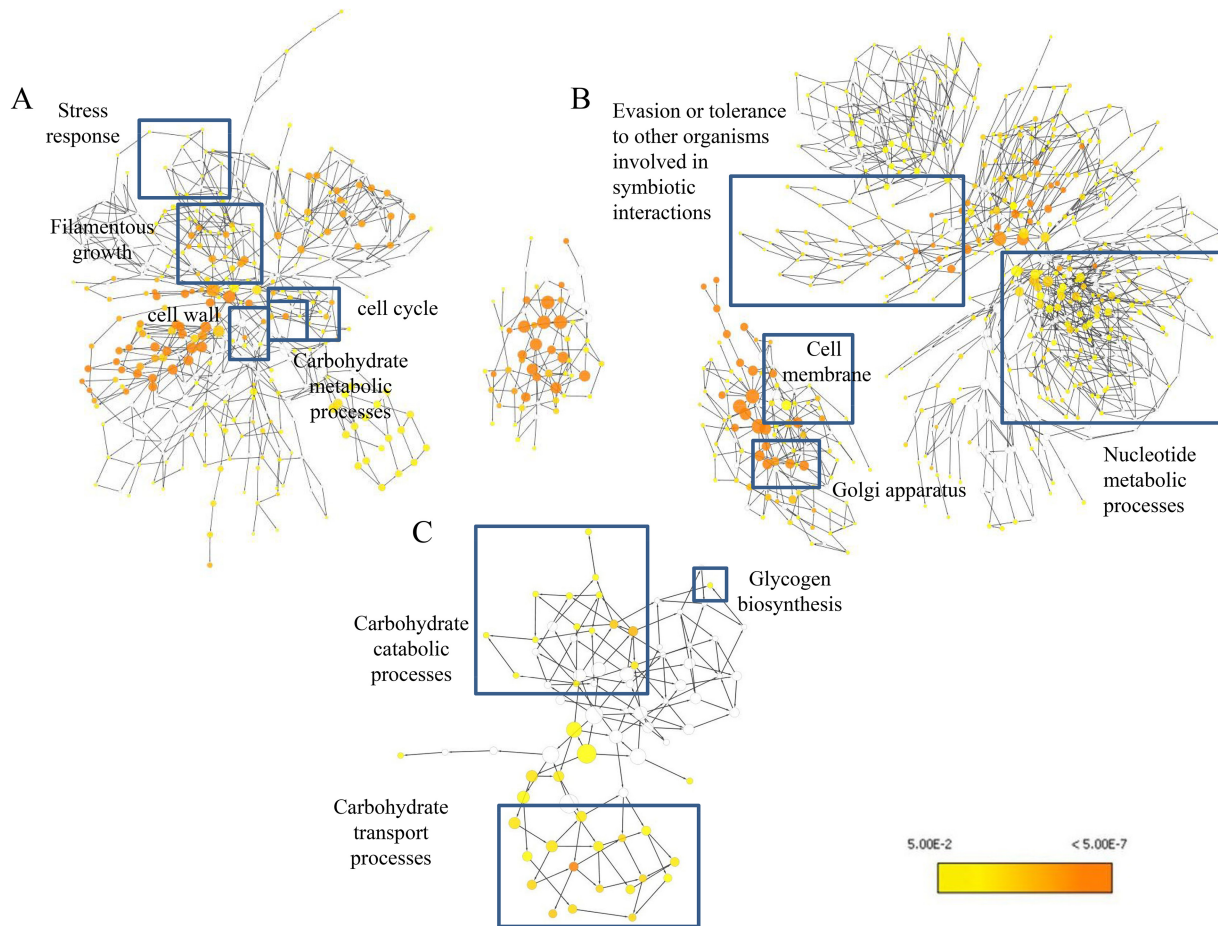 A
Stress
response
Filamentous
growth
cell wall
cell cycle
Carbohydrate
metabolic
processes
B
Evasion or tolerance
to other organisms
involved in
symbiotic
interactions
Cell
membrane
Golgi apparatus
Nucleotide
metabolic
processes
C
Carbohydrate
catabolic
processes
Glycogen
biosynthesis
Carbohydrate
transport
processes
5.00E-2
< 5.00E-7